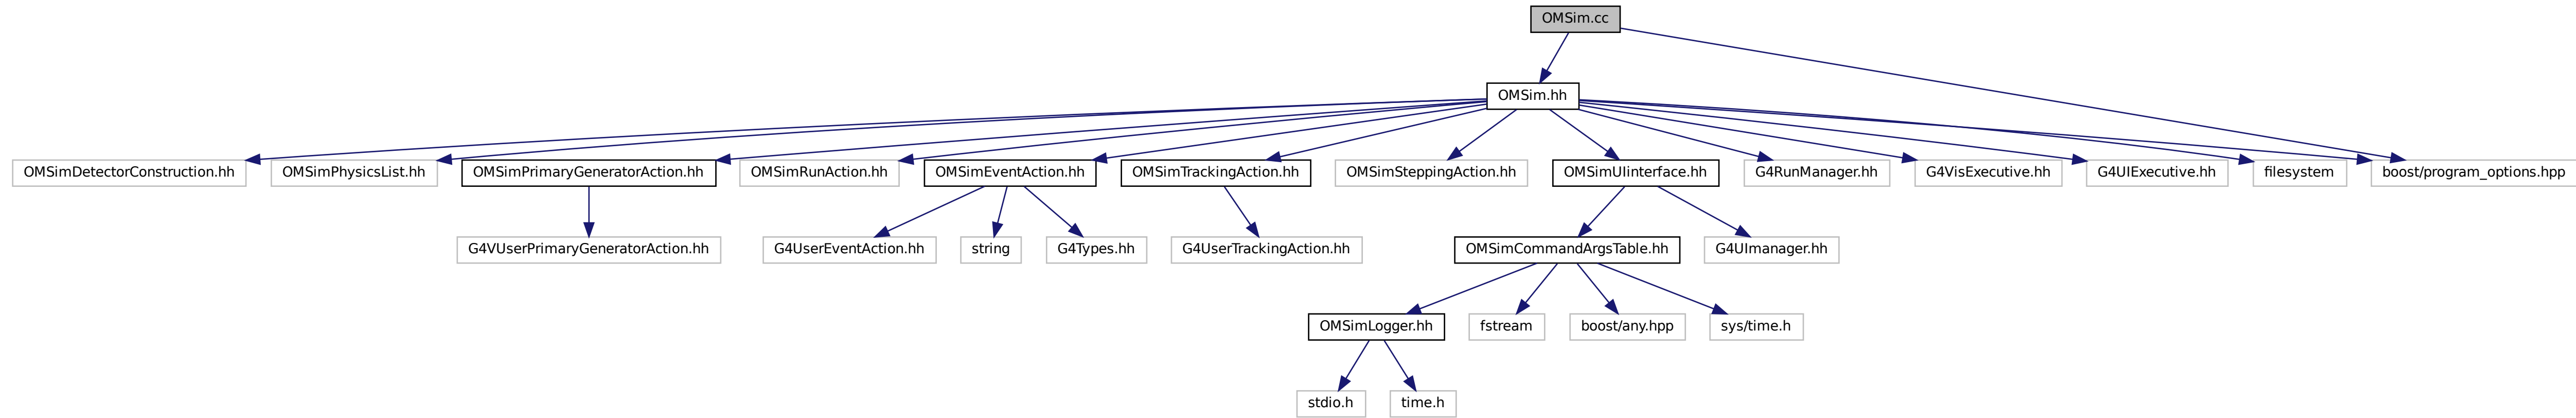 OMSim.cc
OMSim.hh
OMSimDetectorConstruction.hh
OMSimPhysicsList.hh
OMSimPrimaryGeneratorAction.hh
OMSimRunAction.hh
OMSimEventAction.hh
OMSimTrackingAction.hh
OMSimSteppingAction.hh
OMSimUIinterface.hh
G4RunManager.hh
G4VisExecutive.hh
G4UIExecutive.hh
filesystem
boost/program_options.hpp
G4VUserPrimaryGeneratorAction.hh
G4UserEventAction.hh
string
G4Types.hh
G4UserTrackingAction.hh
OMSimCommandArgsTable.hh
G4UImanager.hh
OMSimLogger.hh
fstream
boost/any.hpp
sys/time.h
stdio.h
time.h